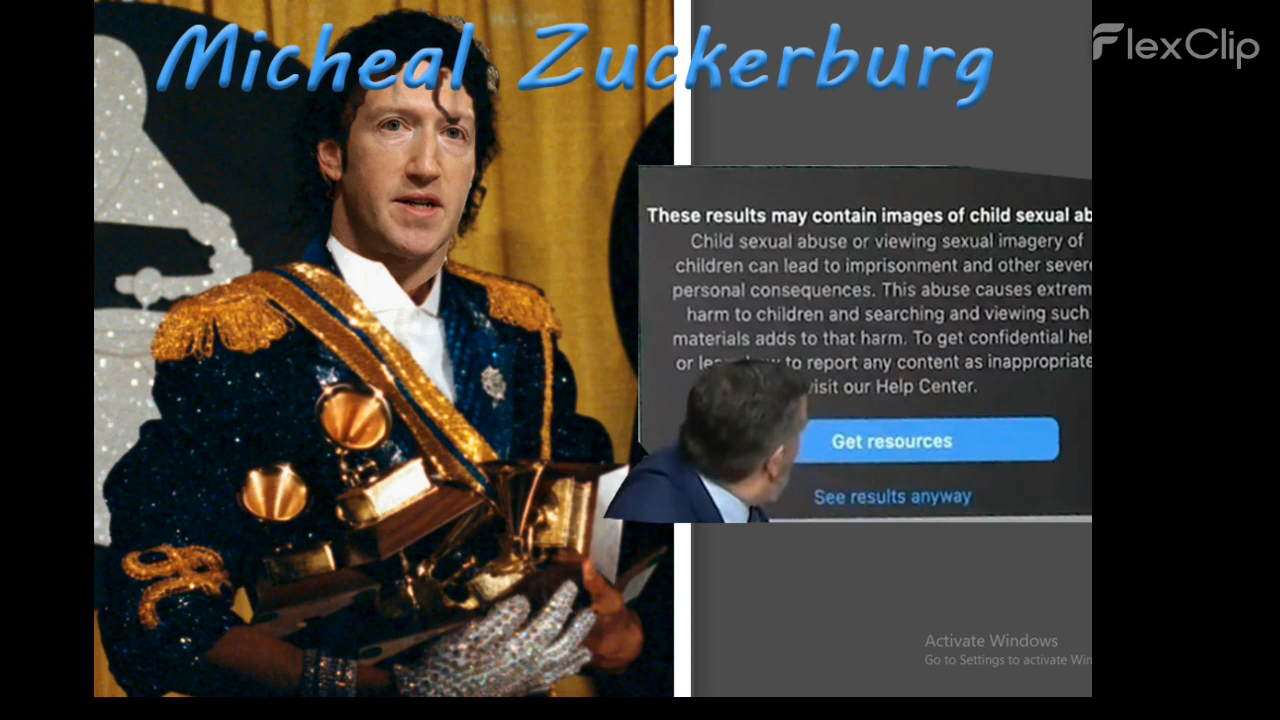 Micheal Zuckerburg
FlexClip
These results may contain images of child sexual ab
Child sexual abuse or viewing sexual imagery of
children can lead to imprisonment and other severe
personal consequences. This abuse causes extrem
harm to children and searching and viewing such
materials adds to that harm. To get confidential hel
or to report any content as inappropriate
visit our Help Center.
Get resources
See results anyway
Activate Windows
Go to Settings to activate Win